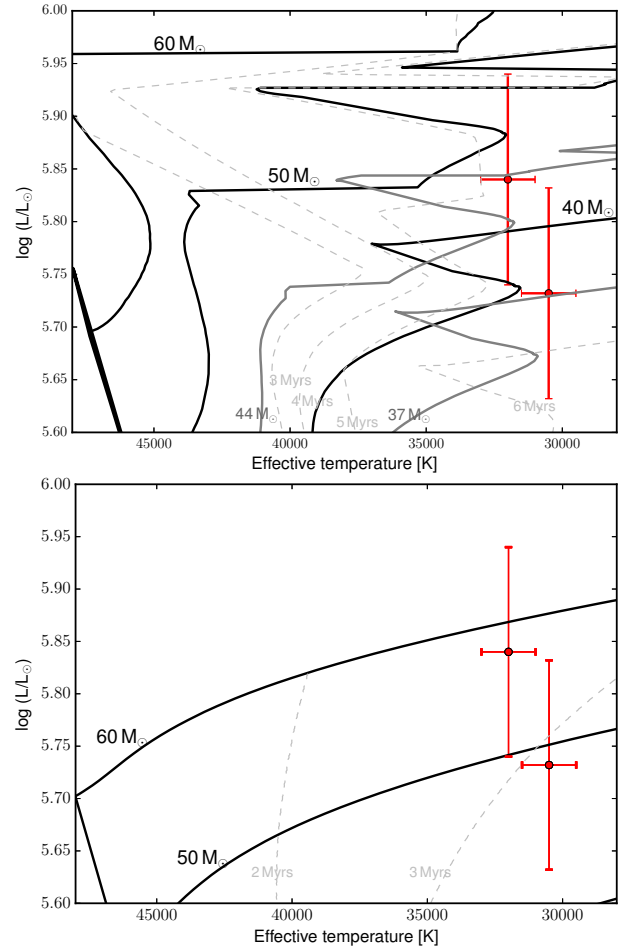 6.00
5.95
5.90
5.85
5.80
5.75
5.70
5.65
5.60
log (L/L☉)
60 M☉
50 M☉
40 M☉
3 Myrs
4 Myrs
5 Myrs
6 Myrs
44 M☉
37 M☉
45000 40000 35000 30000
Effective temperature [K]
6.00
5.95
5.90
5.85
5.80
5.75
5.70
5.65
5.60
log (L/L☉)
60 M☉
50 M☉
2 Myrs
3 Myrs
45000 40000 35000 30000
Effective temperature [K]